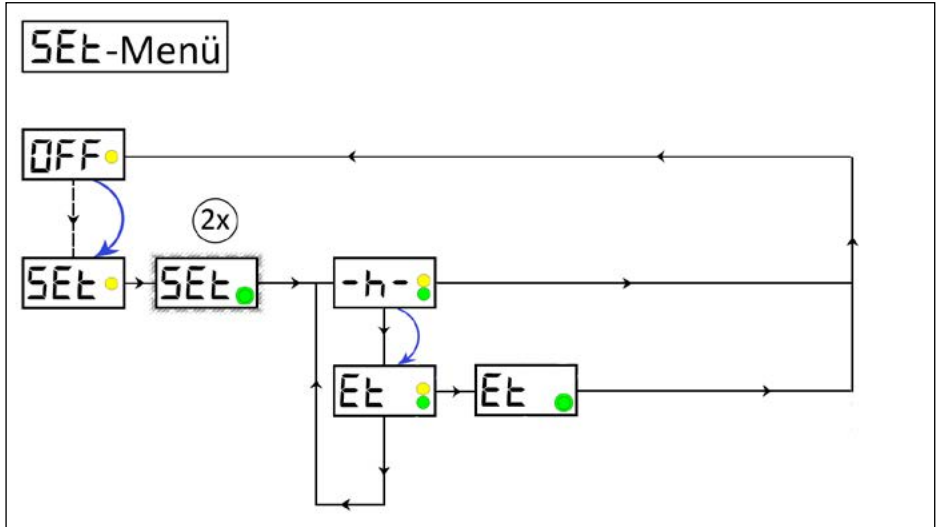 SEt-Menü
OFF
2x
SEt
SEt
-h-
Et
Et